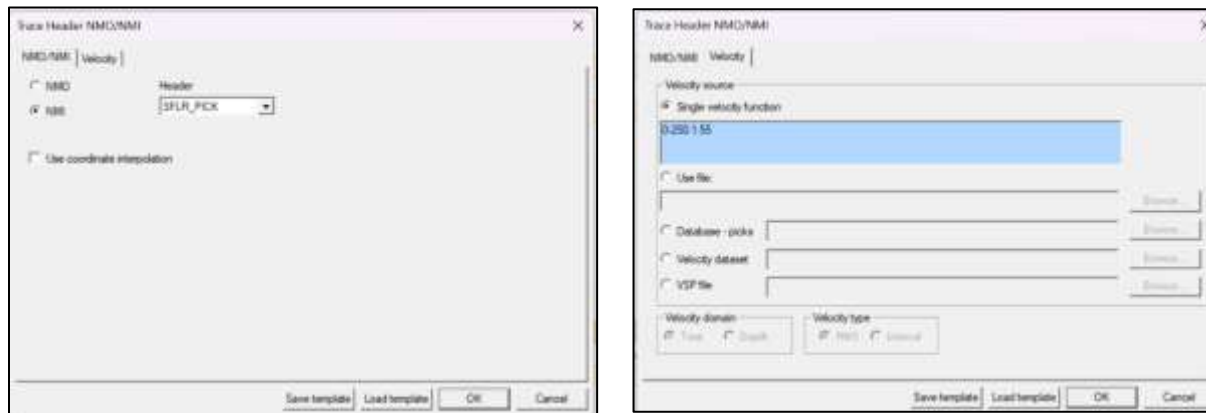 Trace Header NMO/NMI
NMO/NMI Velocity
NMO Header
NMI SFLR_PICK
Use coordinate interpolation
Save template Load template OK Cancel
Trace Header NMO/NMI
NMO/NMI Velocity
Velocity source
Single velocity function
0-250:1.55
Use file:
Browse...
Database - picks
Browse...
Velocity dataset
Browse...
VSP file
Browse...
Velocity domain Velocity type
Time Depth RMS Interval
Save template Load template OK Cancel